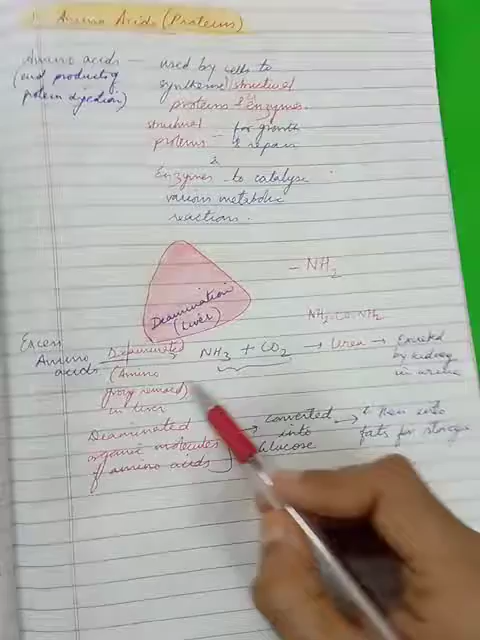 1. Amino Acids (Proteins)
Amino acids — used by cells to
(end product of synthesise structural
protein digestion) proteins & enzymes.
structural – for growth
proteins & repair
&
Enzymes – to catalyse
various metabolic
reactions.
– NH2
Deamination
(Liver)
NH2-CO-NH2
Excess Deaminated NH3 + CO2 → Urea → Excreted
Amino (Amino by kidney
acids group removed) in urine
in liver
Deaminated → converted → & then into
organic molecules into fats for storage
of amino acids Glucose